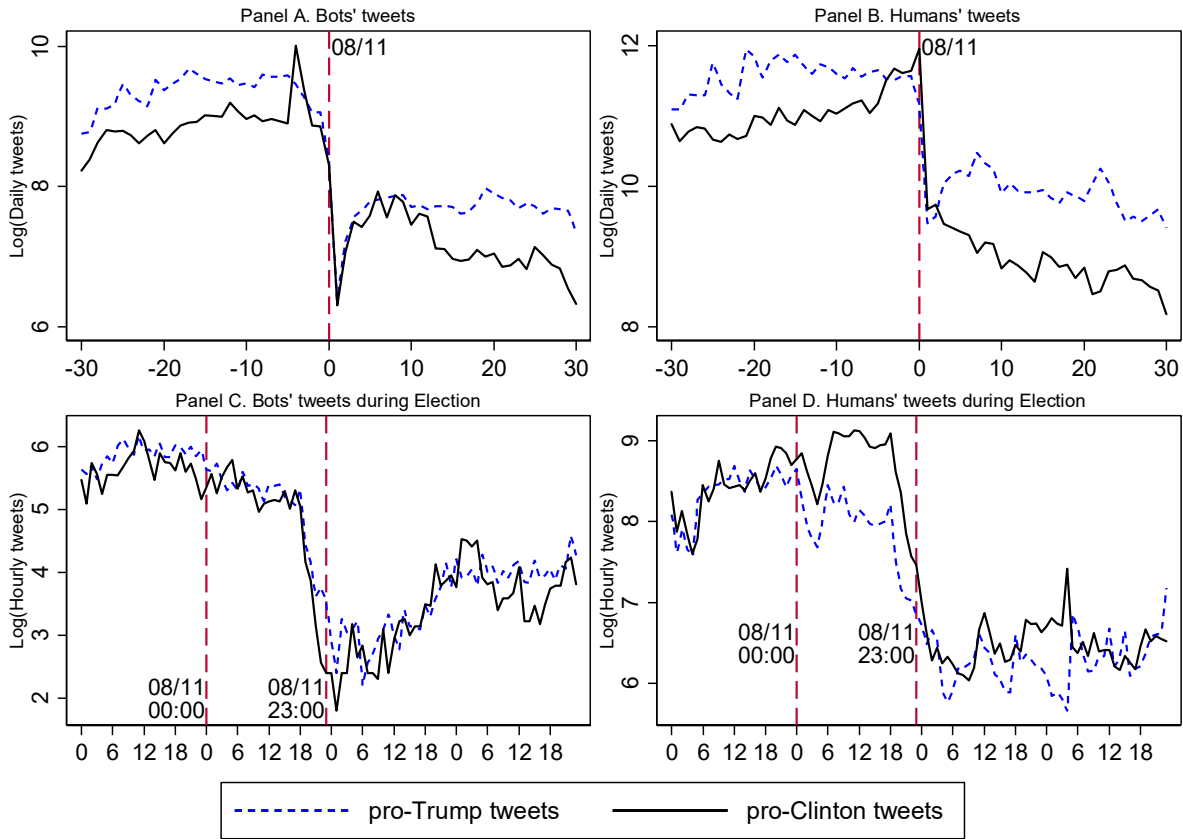 Panel A. Bots' tweets
Log(Daily tweets)
10
8
6
08/11
-30 -20 -10 0 10 20 30
Panel B. Humans' tweets
Log(Daily tweets)
12
10
8
08/11
-30 -20 -10 0 10 20 30
Panel C. Bots' tweets during Election
Log(Hourly tweets)
6
5
4
3
2
08/11
00:00
08/11
23:00
0 6 12 18 0 6 12 18 0 6 12 18 0 6 12 18
Panel D. Humans' tweets during Election
Log(Hourly tweets)
9
8
7
6
08/11
00:00
08/11
23:00
0 6 12 18 0 6 12 18 0 6 12 18 0 6 12 18
pro-Trump tweets
pro-Clinton tweets